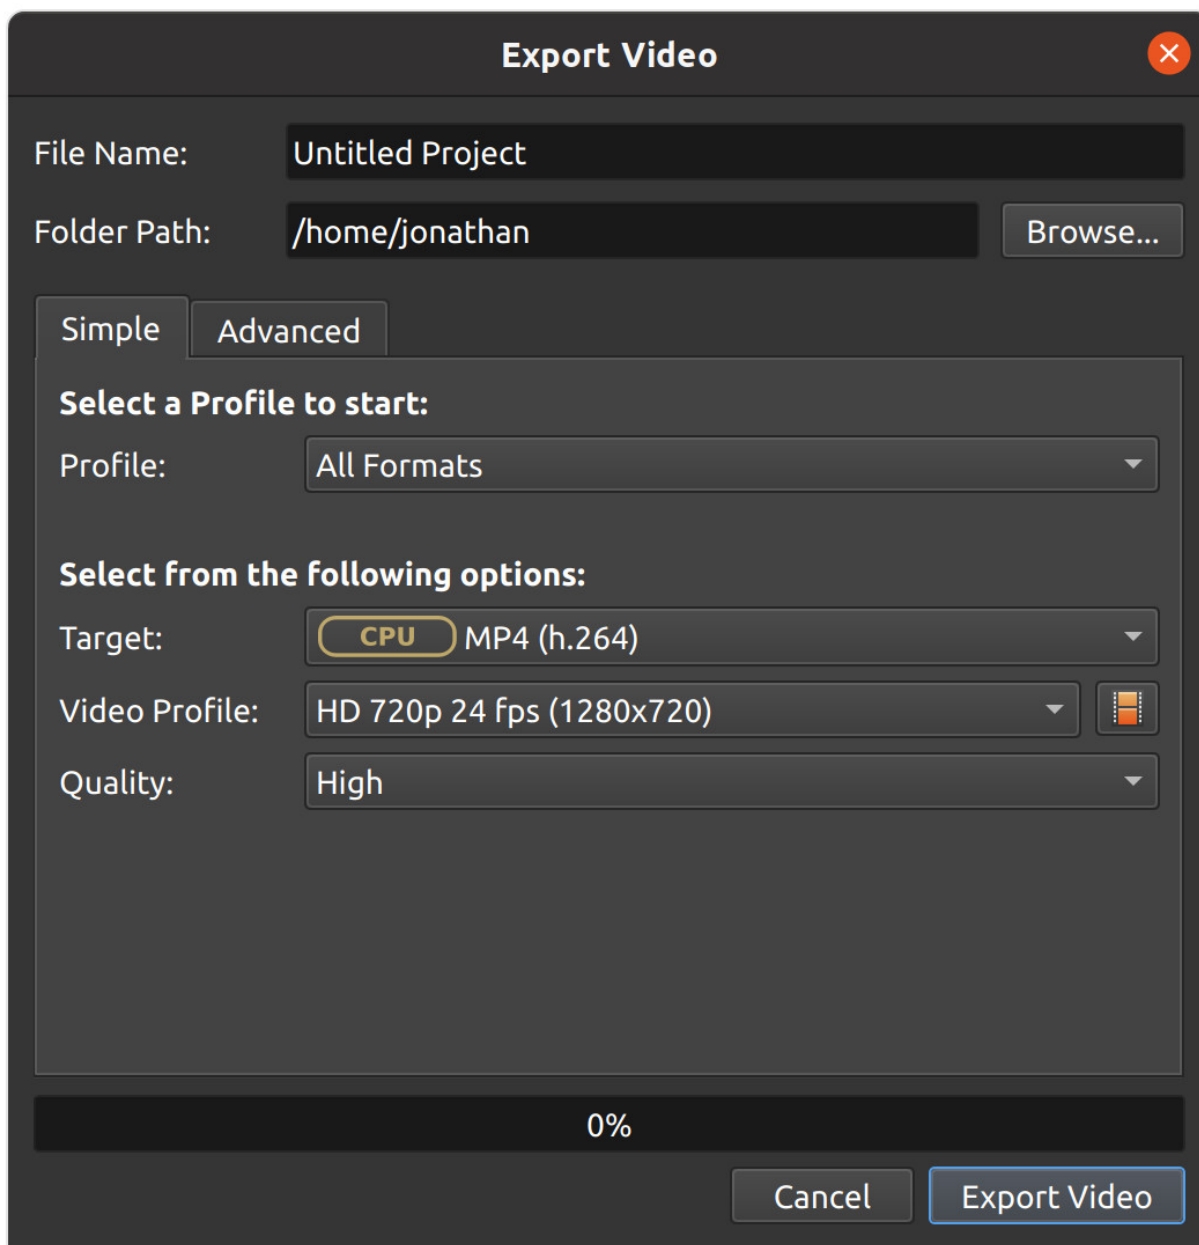 Export Video
File Name: Untitled Project
Folder Path: /home/jonathan Browse...
Simple Advanced
Select a Profile to start:
Profile: All Formats
Select from the following options:
Target: CPU MP4 (h.264)
Video Profile: HD 720p 24 fps (1280x720)
Quality: High
0%
Cancel Export Video